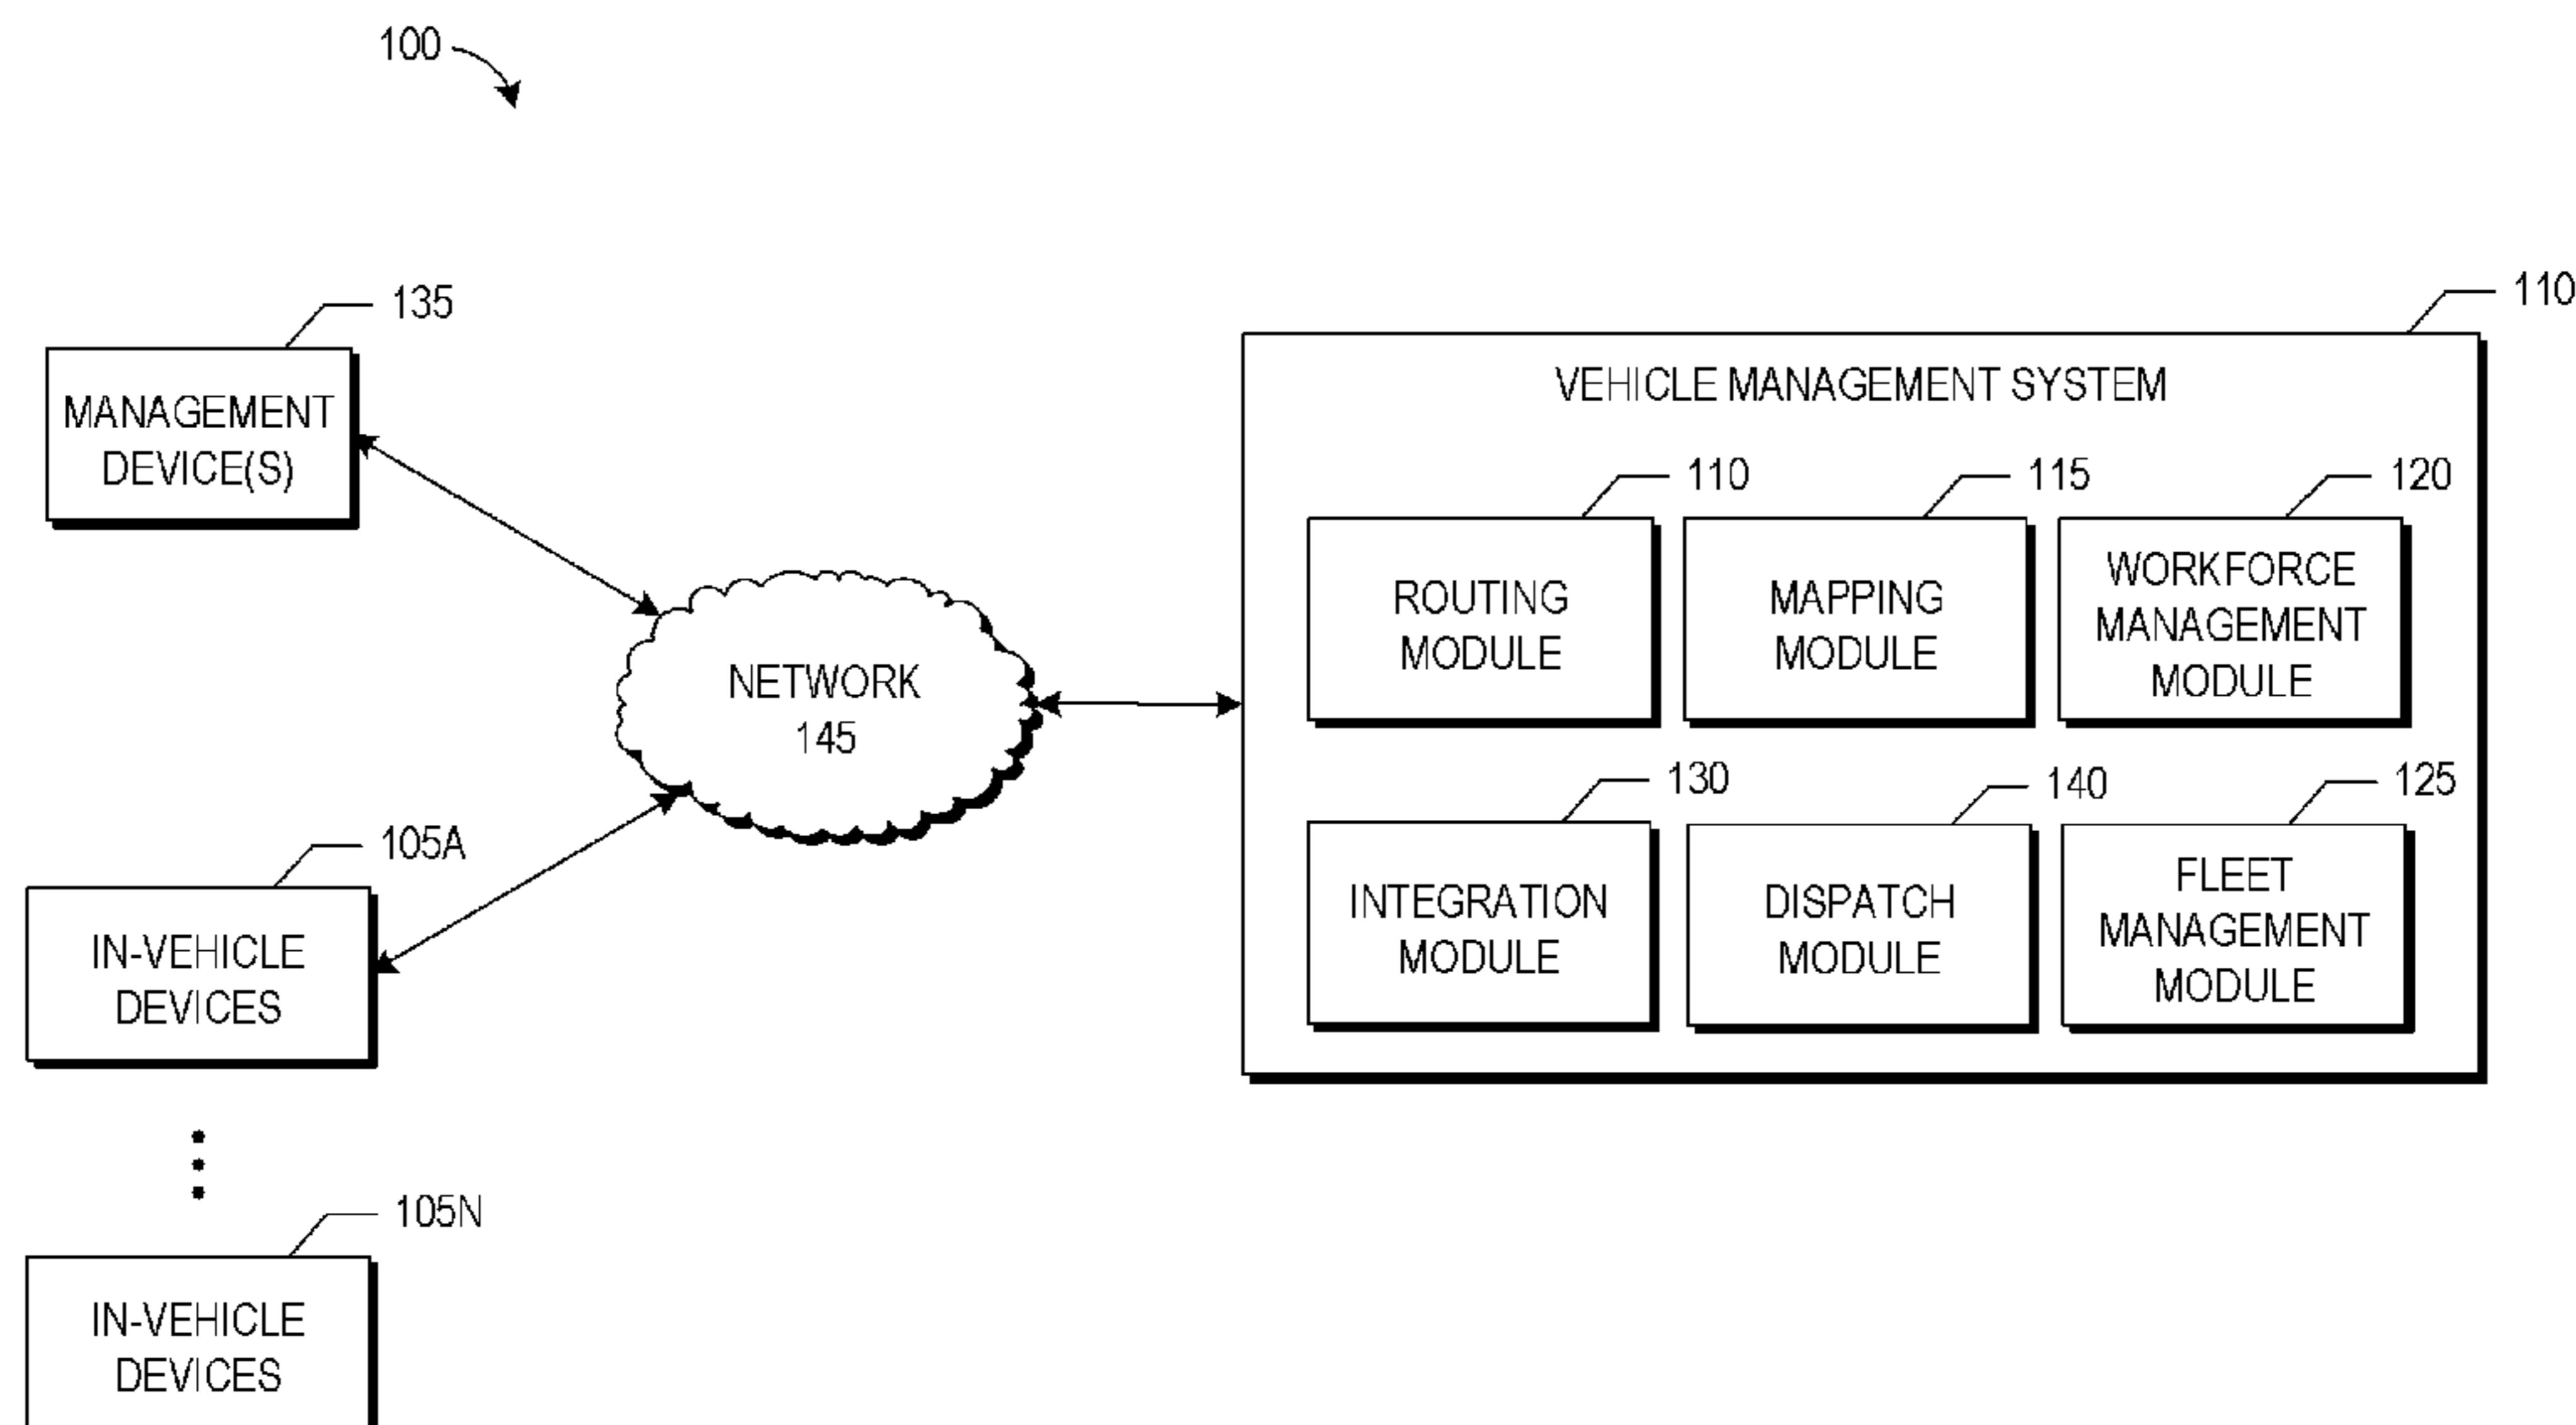 100
135
MANAGEMENT
DEVICE(S)
105A
IN-VEHICLE
DEVICES
105N
IN-VEHICLE
DEVICES
NETWORK
145
110
VEHICLE MANAGEMENT SYSTEM
110
ROUTING
MODULE
115
MAPPING
MODULE
120
WORKFORCE
MANAGEMENT
MODULE
130
INTEGRATION
MODULE
140
DISPATCH
MODULE
125
FLEET
MANAGEMENT
MODULE